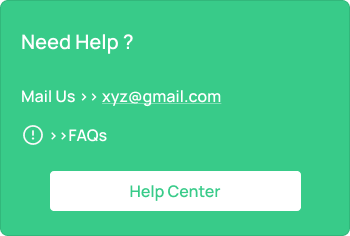 Need Help ?
Mail Us >> xyz@gmail.com
>>FAQs
Help Center